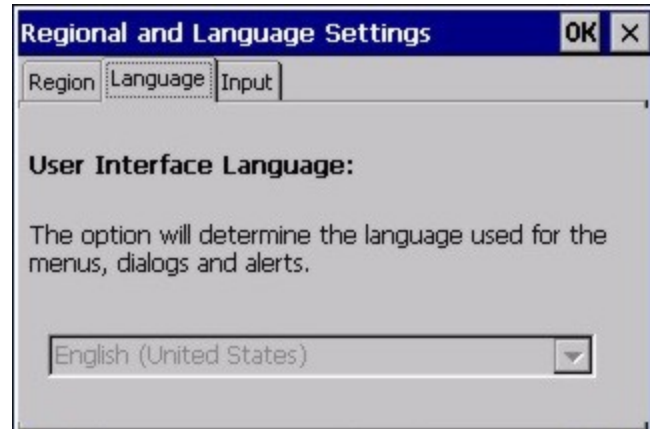 Regional and Language Settings OK ×
Region Language Input
User Interface Language:
The option will determine the language used for the
menus, dialogs and alerts.
English (United States)